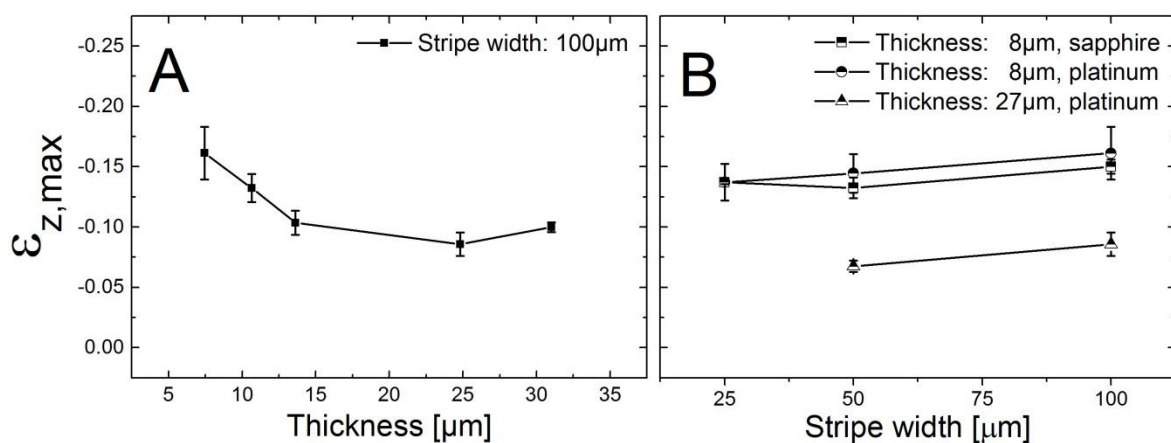 A
Stripe width: 100µm
-0.25
-0.20
-0.15
-0.10
-0.05
0.00
εz,max
5 10 15 20 25 30 35
Thickness [µm]
B
Thickness: 8µm, sapphire
Thickness: 8µm, platinum
Thickness: 27µm, platinum
25 50 75 100
Stripe width [µm]